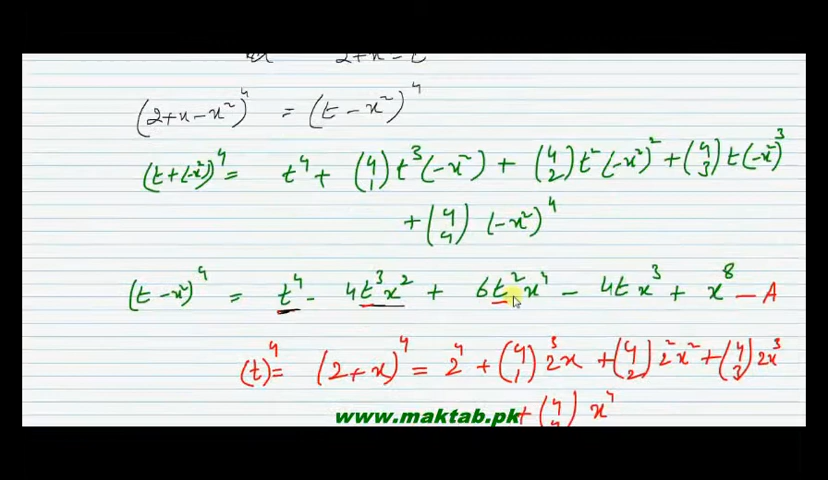 2+x = t
(2+x-x²)⁴ = (t-x²)⁴
(t+(-x²))⁴ = t⁴ + (4 1) t³ (-x²) + (4 2) t² (-x²)² + (4 3) t (-x²)³
+ (4 4) (-x²)⁴
(t-x²)⁴ = t⁴ - 4t³x² + 6t²x⁴ - 4tx³ + x⁸ — A
(t)⁴ = (2+x)⁴ = 2⁴ + (4 1) 2³x + (4 2) 2²x² + (4 3) 2x³
+ (4 4) x⁴
www.maktab.pk